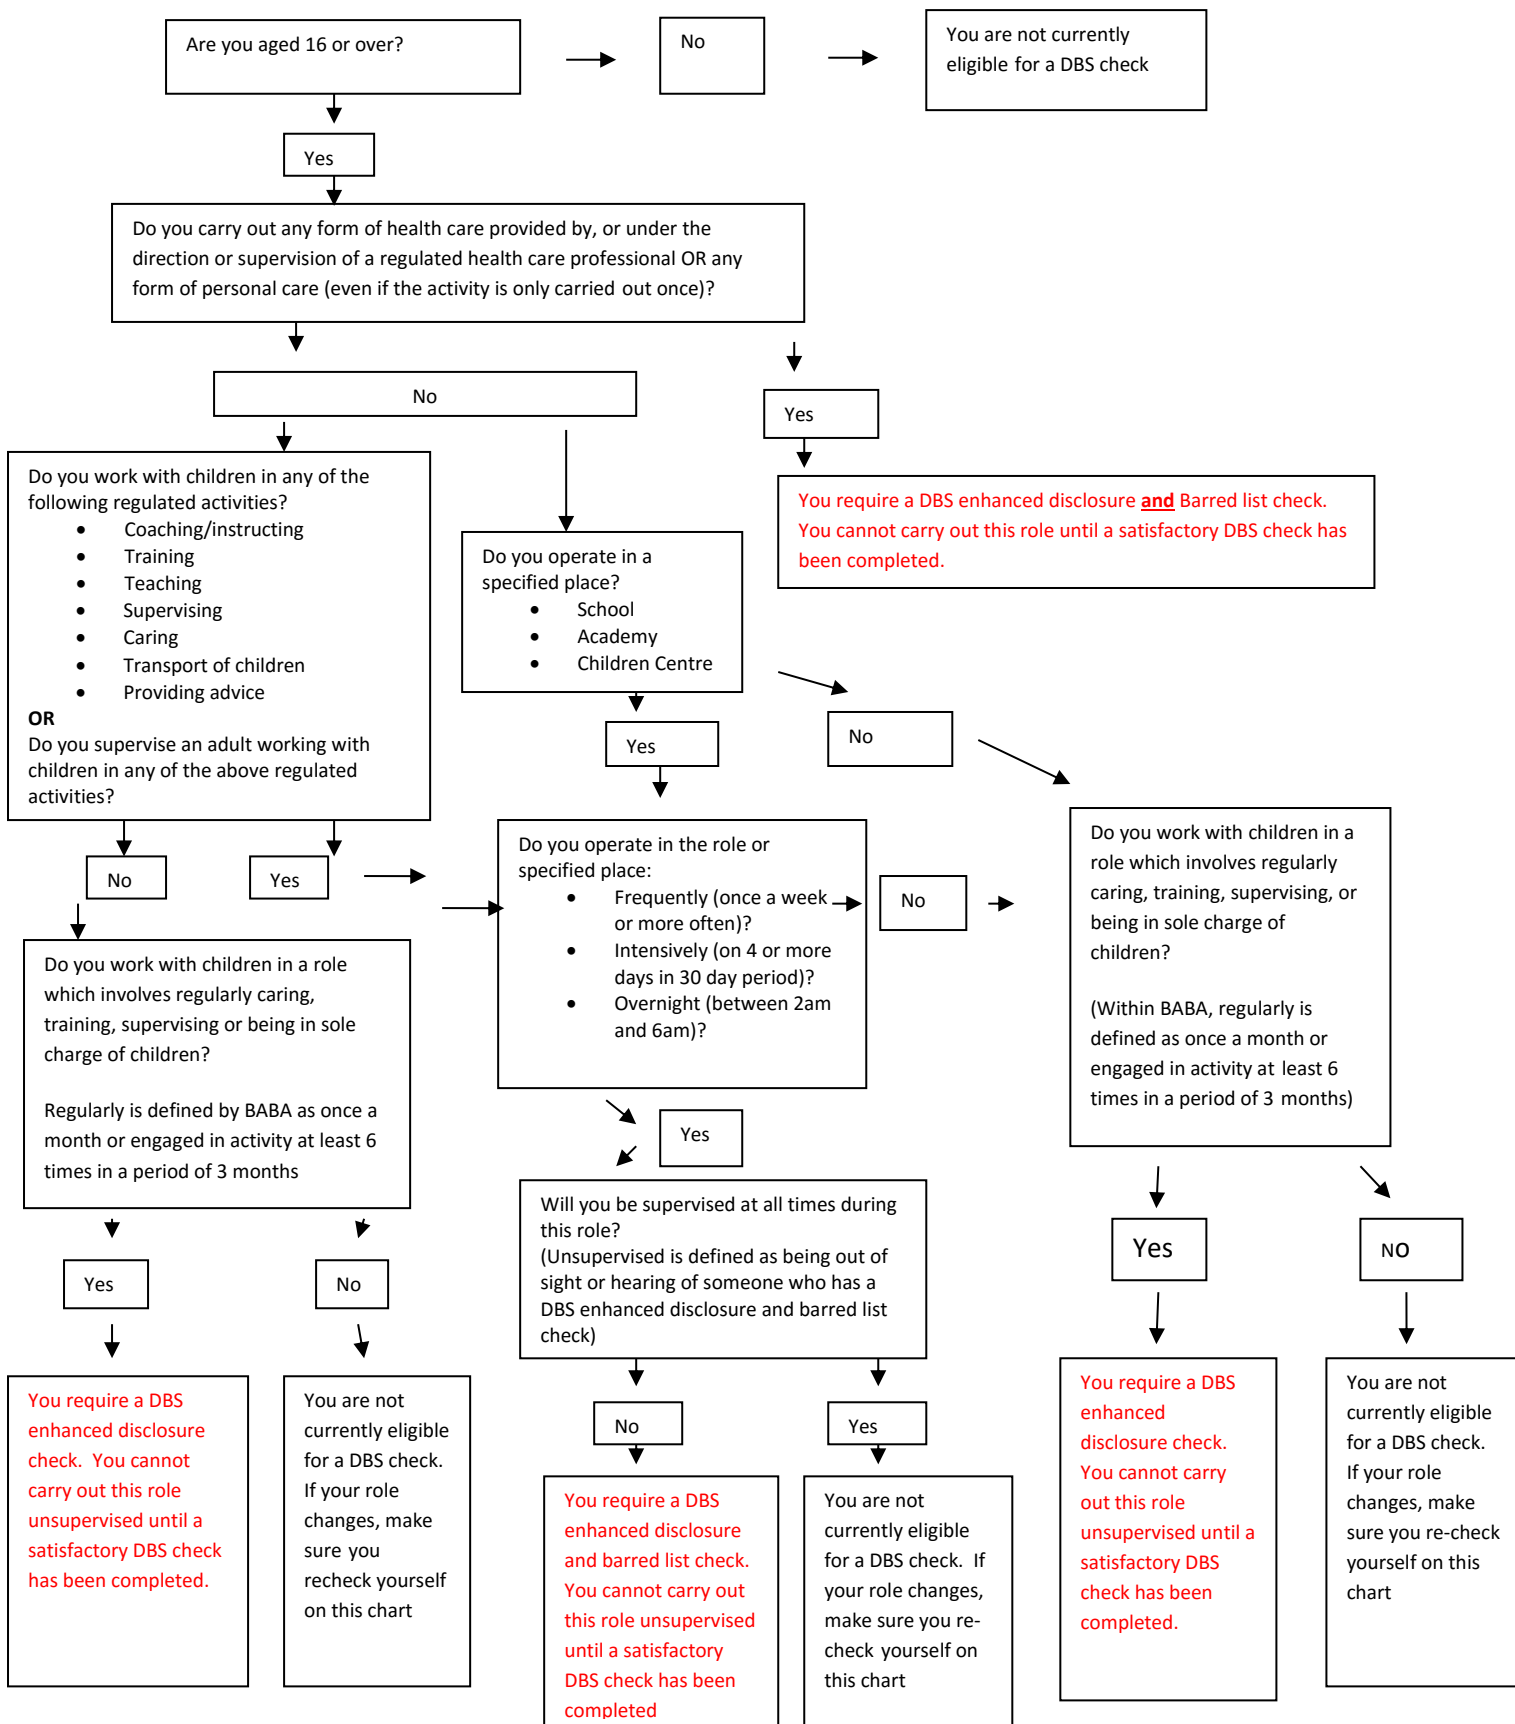 Are you aged 16 or over?
No
You are not currently
eligible for a DBS check
Yes
Do you carry out any form of health care provided by, or under the
direction or supervision of a regulated health care professional OR any
form of personal care (even if the activity is only carried out once)?
No
Yes
You require a DBS enhanced disclosure and Barred list check.
You cannot carry out this role until a satisfactory DBS check has
been completed.
Do you work with children in any of the
following regulated activities?
• Coaching/instructing
• Training
• Teaching
• Supervising
• Caring
• Transport of children
• Providing advice
OR
Do you supervise an adult working with
children in any of the above regulated
activities?
Do you operate in a
specified place?
• School
• Academy
• Children Centre
Yes
No
No
Yes
Do you operate in the role or
specified place:
• Frequently (once a week
or more often)?
• Intensively (on 4 or more
days in 30 day period)?
• Overnight (between 2am
and 6am)?
No
Do you work with children in a
role which involves regularly
caring, training, supervising, or
being in sole charge of
children?
(Within BABA, regularly is
defined as once a month or
engaged in activity at least 6
times in a period of 3 months)
Do you work with children in a role
which involves regularly caring,
training, supervising or being in sole
charge of children?
Regularly is defined by BABA as once a
month or engaged in activity at least 6
times in a period of 3 months
Yes
Will you be supervised at all times during
this role?
(Unsupervised is defined as being out of
sight or hearing of someone who has a
DBS enhanced disclosure and barred list
check)
Yes
No
Yes
NO
No
Yes
You require a DBS
enhanced disclosure
check. You cannot
carry out this role
unsupervised until a
satisfactory DBS check
has been completed.
You are not
currently eligible
for a DBS check.
If your role
changes, make
sure you
recheck yourself
on this chart
You require a DBS
enhanced disclosure
and barred list check.
You cannot carry out
this role unsupervised
until a satisfactory
DBS check has been
completed
You are not
currently eligible
for a DBS check. If
your role changes,
make sure you re-
check yourself on
this chart
You require a DBS
enhanced
disclosure check.
You cannot carry
out this role
unsupervised until a
satisfactory DBS
check has been
completed.
You are not
currently eligible
for a DBS check.
If your role
changes, make
sure you re-check
yourself on this
chart